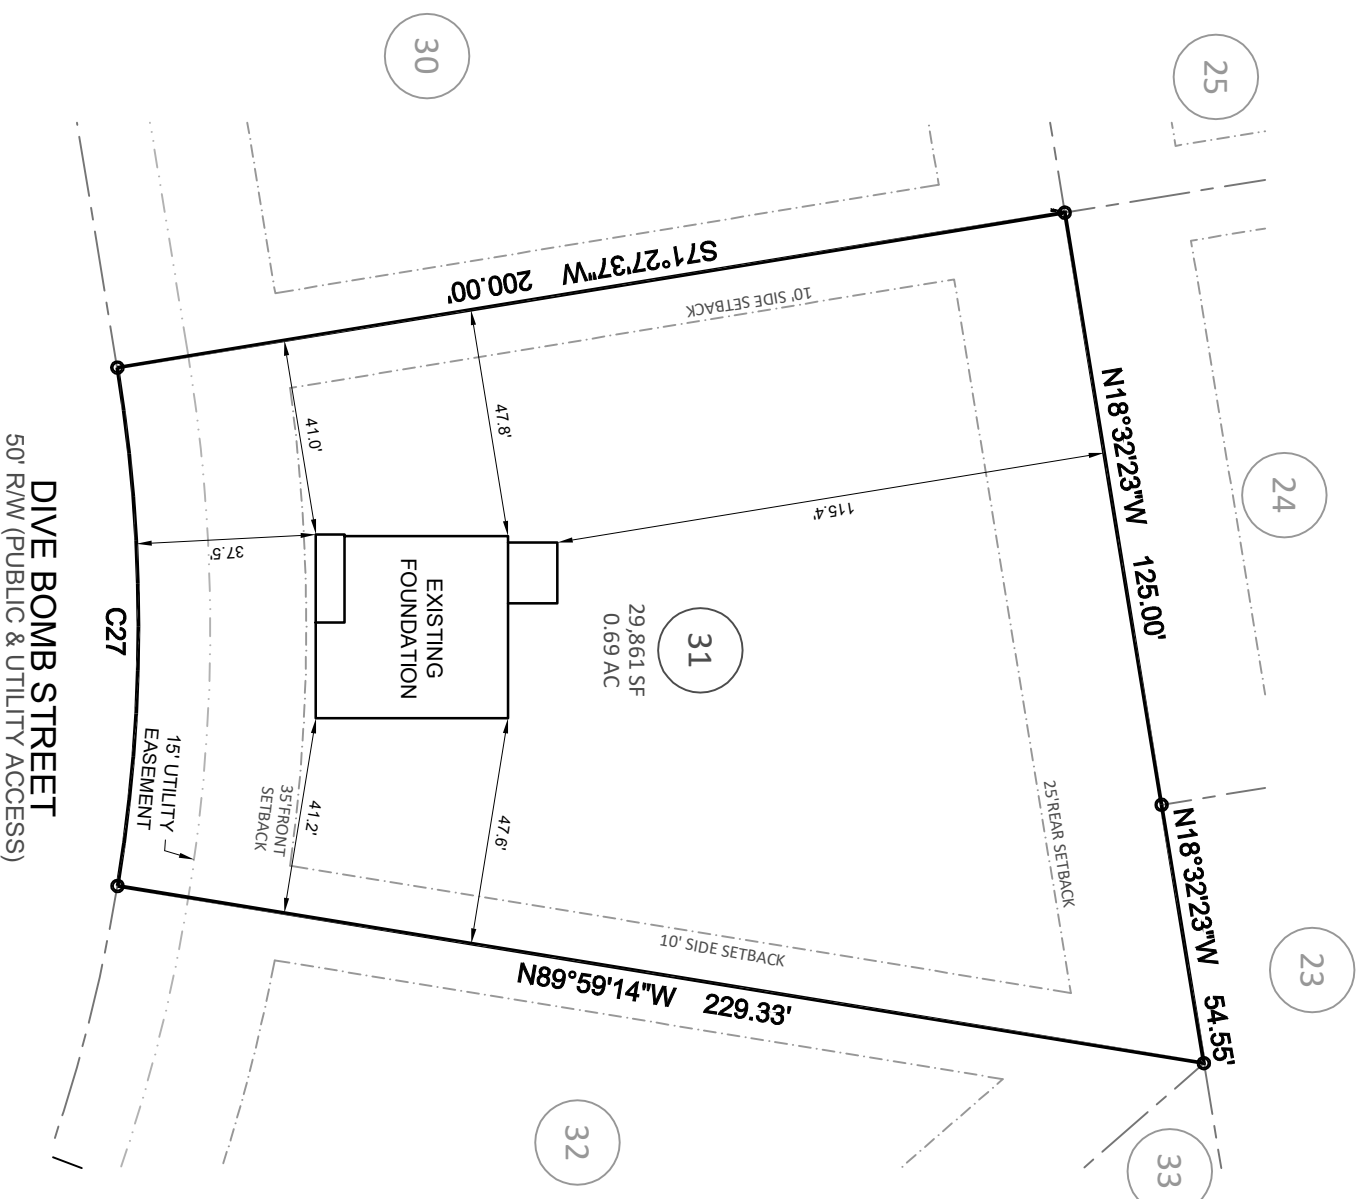 30
25
S71°27'37"W 200.00'
10' SIDE SETBACK
N18°32'23"W 125.00'
24
47.8'
41.0'
115.4'
37.5'
EXISTING
FOUNDATION
31
29,861 SF
0.69 AC
C27
DIVE BOMB STREET
50' R/W (PUBLIC & UTILITY ACCESS)
15' UTILITY
EASEMENT
35'FRONT
SETBACK
41.2'
47.6'
25'REAR SETBACK
N18°32'23"W 54.55'
23
10' SIDE SETBACK
N89°59'14"W 229.33'
32
33